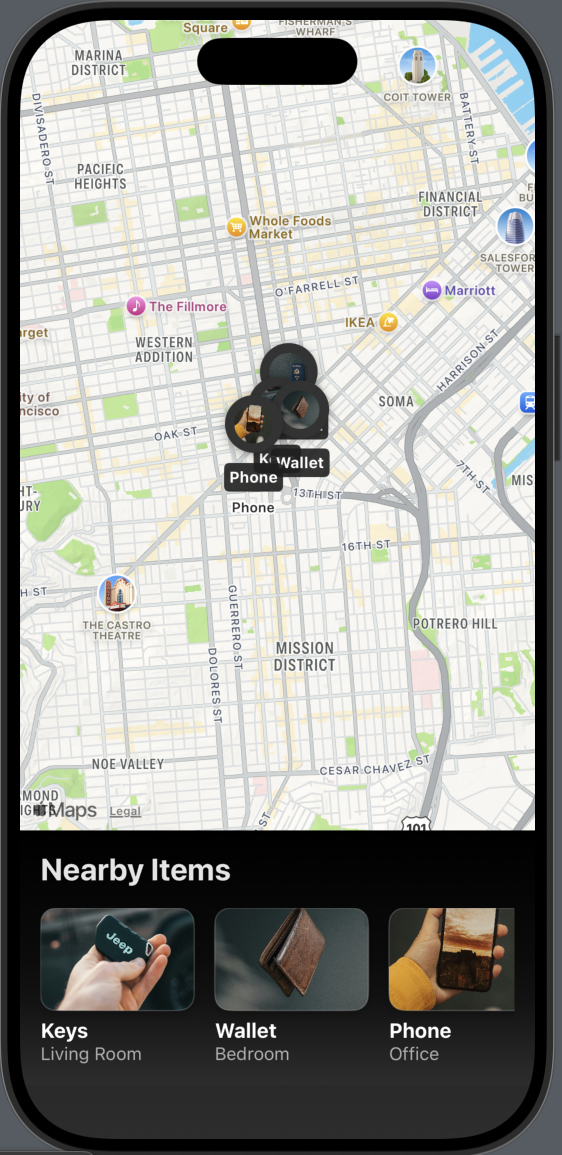 Square
FISHERMAN'S
WHARF
MARINA
DISTRICT
COIT TOWER
DIVISADERO ST
BATTERY ST
PACIFIC
HEIGHTS
FINANCIAL
DISTRICT
Whole Foods
Market
SALESFOR
TOWER
O'FARRELL ST
Marriott
The Fillmore
IKEA
arget
WESTERN
ADDITION
HARRISON ST
ity of
ncisco
SOMA
OAK ST
K
Wallet
Phone
7TH ST
HT-
URY
MIS
13TH ST
Phone
16TH ST
H ST
THE CASTRO
THEATRE
GUERRERO ST
POTRERO HILL
DOLORES ST
MISSION
DISTRICT
NOE VALLEY
CESAR CHAVEZ ST
MOND
Maps
Legal
ST
101
Nearby Items
Jeep
Keys
Living Room
Wallet
Bedroom
Phone
Office